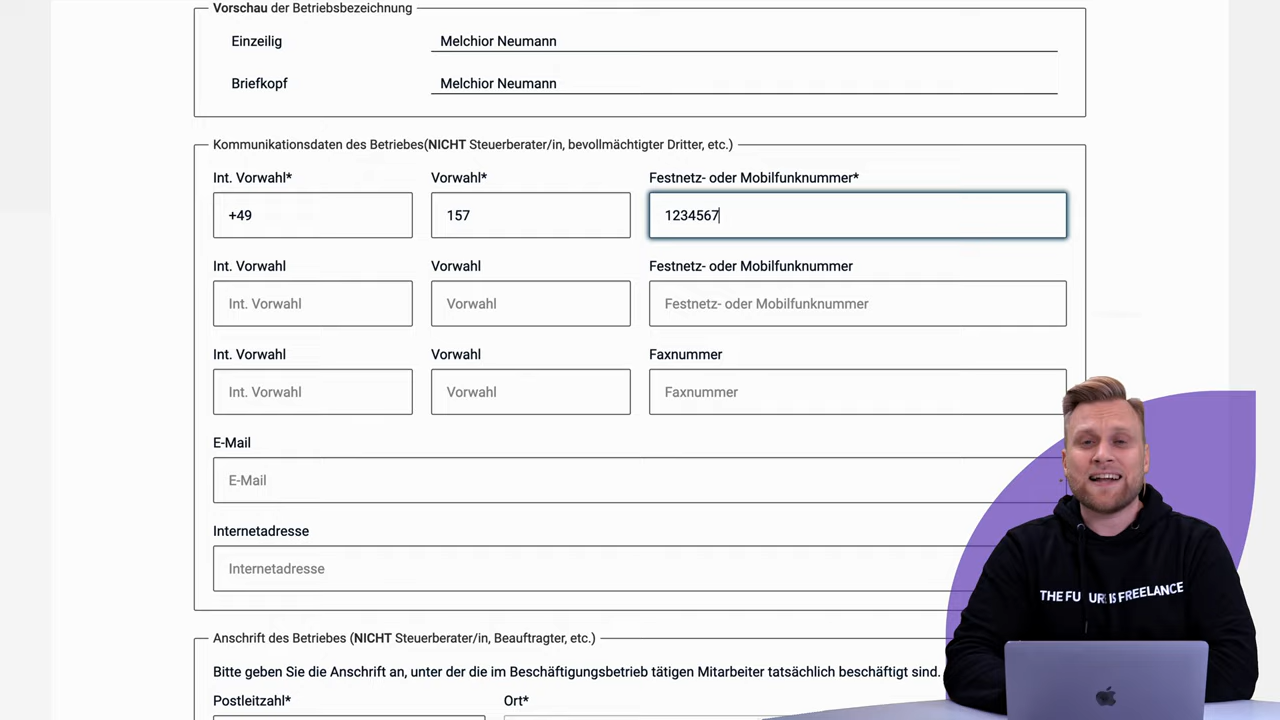 Vorschau der Betriebsbezeichnung
Einzeilig Melchior Neumann
Briefkopf Melchior Neumann
Kommunikationsdaten des Betriebes(NICHT Steuerberater/in, bevollmächtigter Dritter, etc.)
Int. Vorwahl* Vorwahl* Festnetz- oder Mobilfunknummer*
+49 157 1234567
Int. Vorwahl Vorwahl Festnetz- oder Mobilfunknummer
Int. Vorwahl Vorwahl Festnetz- oder Mobilfunknummer
Int. Vorwahl Vorwahl Faxnummer
Int. Vorwahl Vorwahl Faxnummer
E-Mail
E-Mail
Internetadresse
Internetadresse
THE FUTURE IS FREELANCE
Anschrift des Betriebes (NICHT Steuerberater/in, Beauftragter, etc.)
Bitte geben Sie die Anschrift an, unter der die im Beschäftigungsbetrieb tätigen Mitarbeiter tatsächlich beschäftigt sind.
Postleitzahl* Ort*